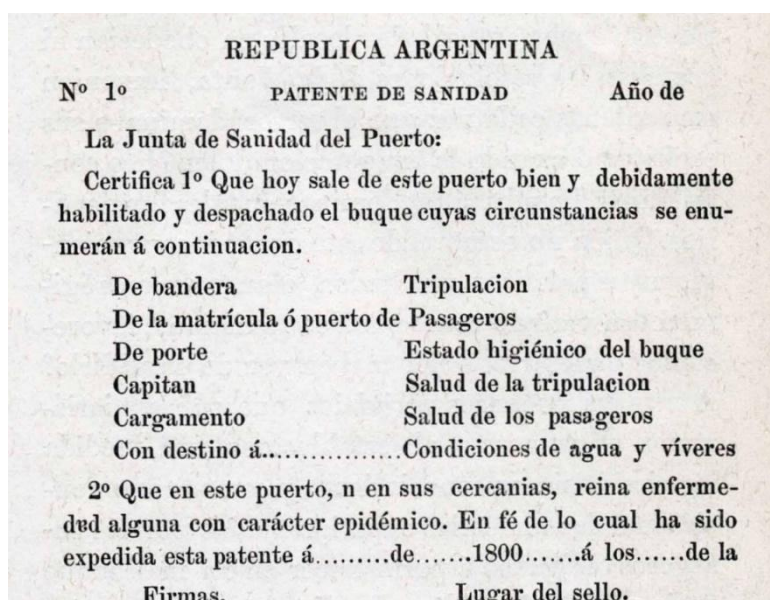 REPUBLICA ARGENTINA
Nº 1º PATENTE DE SANIDAD Año de
La Junta de Sanidad del Puerto:
Certifica 1º Que hoy sale de este puerto bien y debidamente
habilitado y despachado el buque cuyas circunstancias se enu-
merán á continuacion.
De bandera Tripulacion
De la matrícula ó puerto de Pasageros
De porte Estado higiénico del buque
Capitan Salud de la tripulacion
Cargamento Salud de los pasageros
Con destino á................Condiciones de agua y víveres
2º Que en este puerto, n en sus cercanias, reina enferme-
dad alguna con carácter epidémico. En fé de lo cual ha sido
expedida esta patente á.........de.......1800.......á los......de la
Firmas. Lugar del sello.